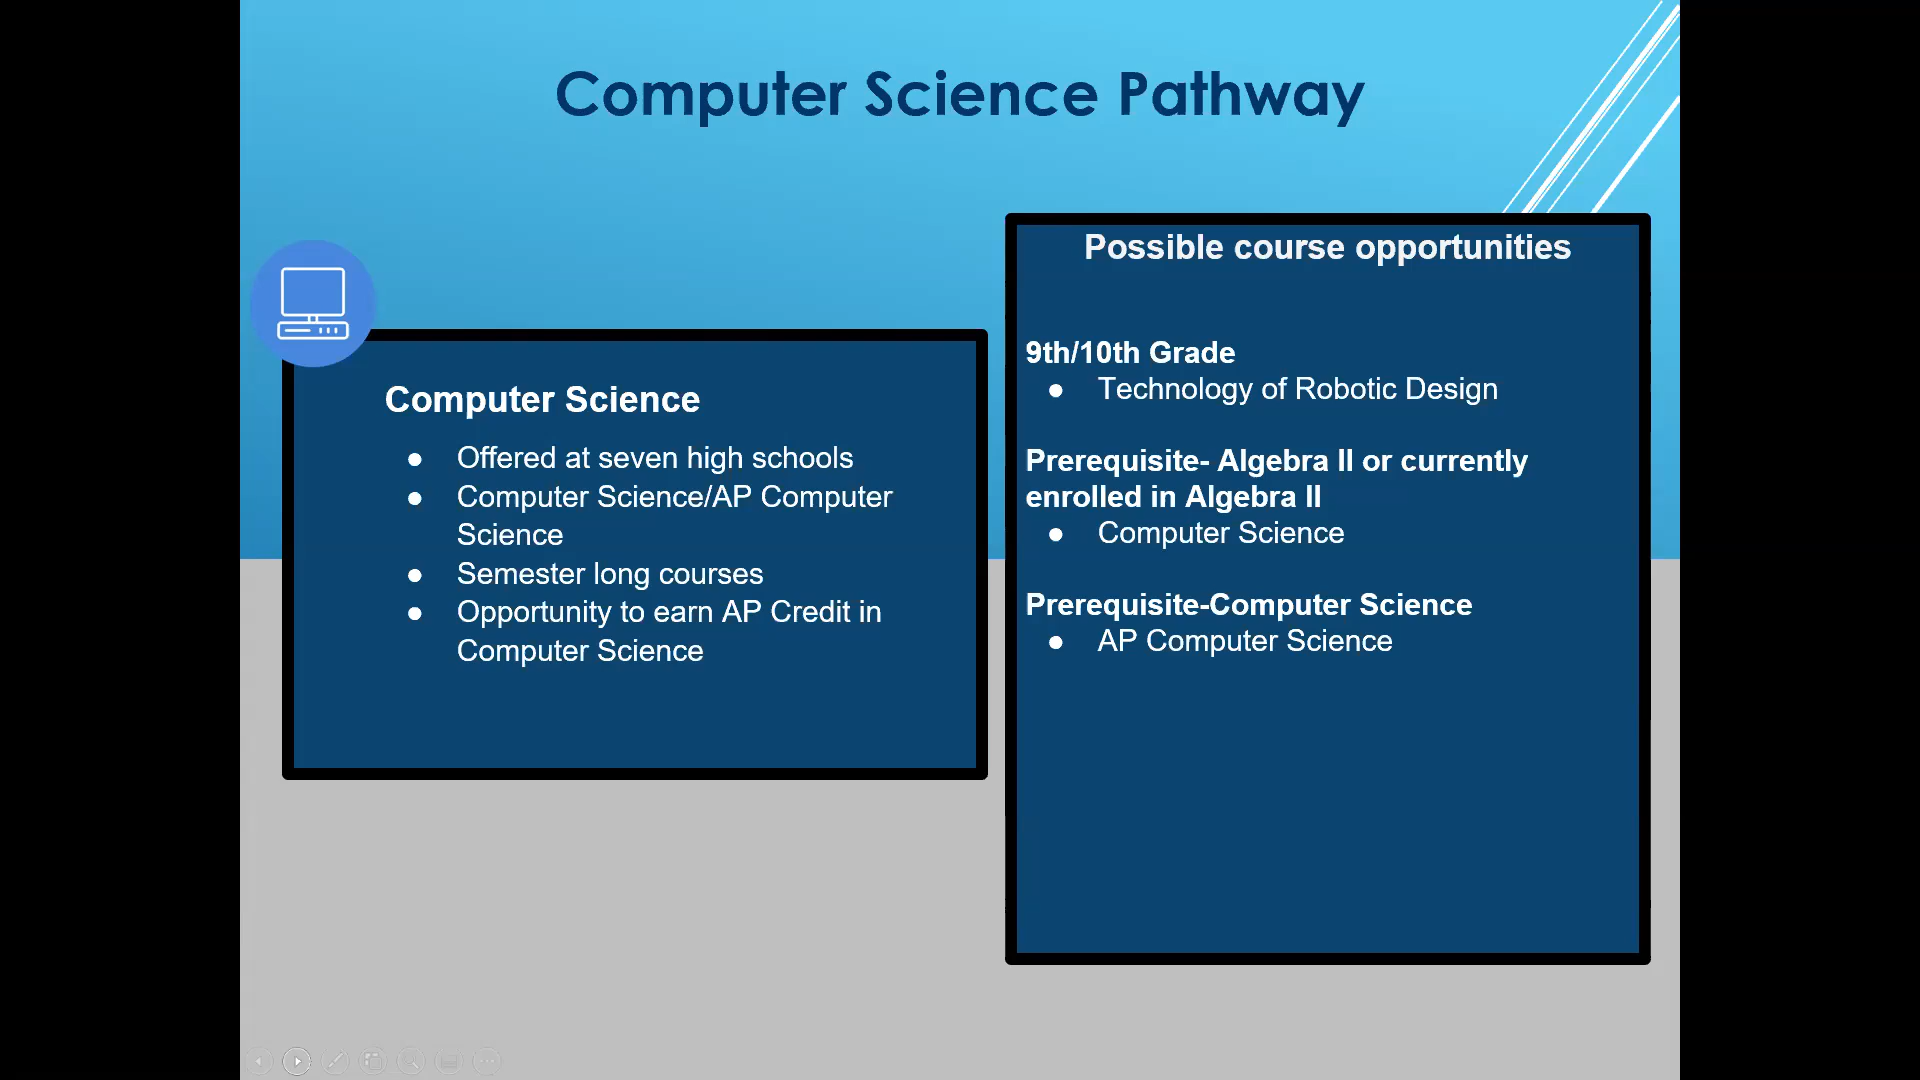 Computer Science Pathway
Computer Science
● Offered at seven high schools
● Computer Science/AP Computer
Science
● Semester long courses
● Opportunity to earn AP Credit in
Computer Science
Possible course opportunities
9th/10th Grade
● Technology of Robotic Design
Prerequisite- Algebra II or currently
enrolled in Algebra II
● Computer Science
Prerequisite-Computer Science
● AP Computer Science